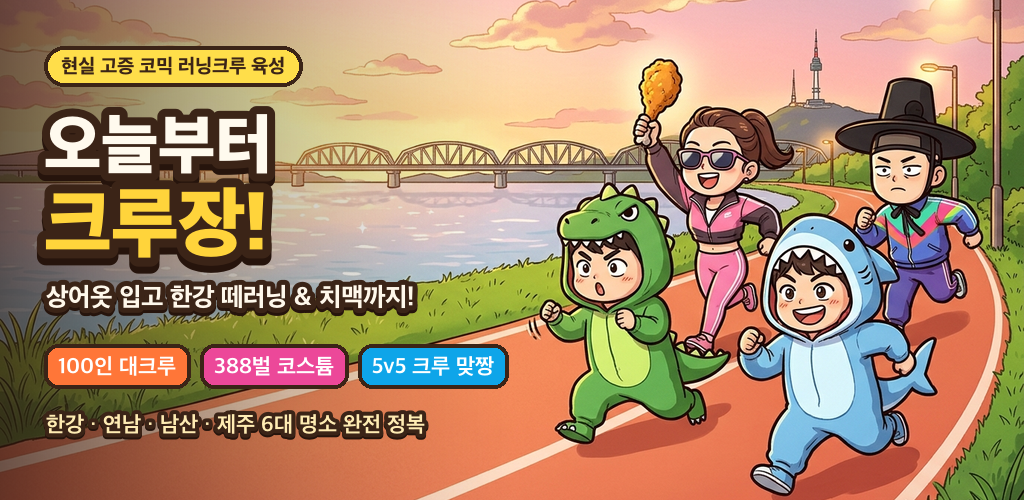 현실 고증 코믹 러닝크루 육성
오늘부터
크루장!
상어옷 입고 한강 떼러닝 & 치맥까지!
100인 대크루
388벌 코스튬
5v5 크루 맞짱
한강 · 연남 · 남산 · 제주 6대 명소 완전 정복